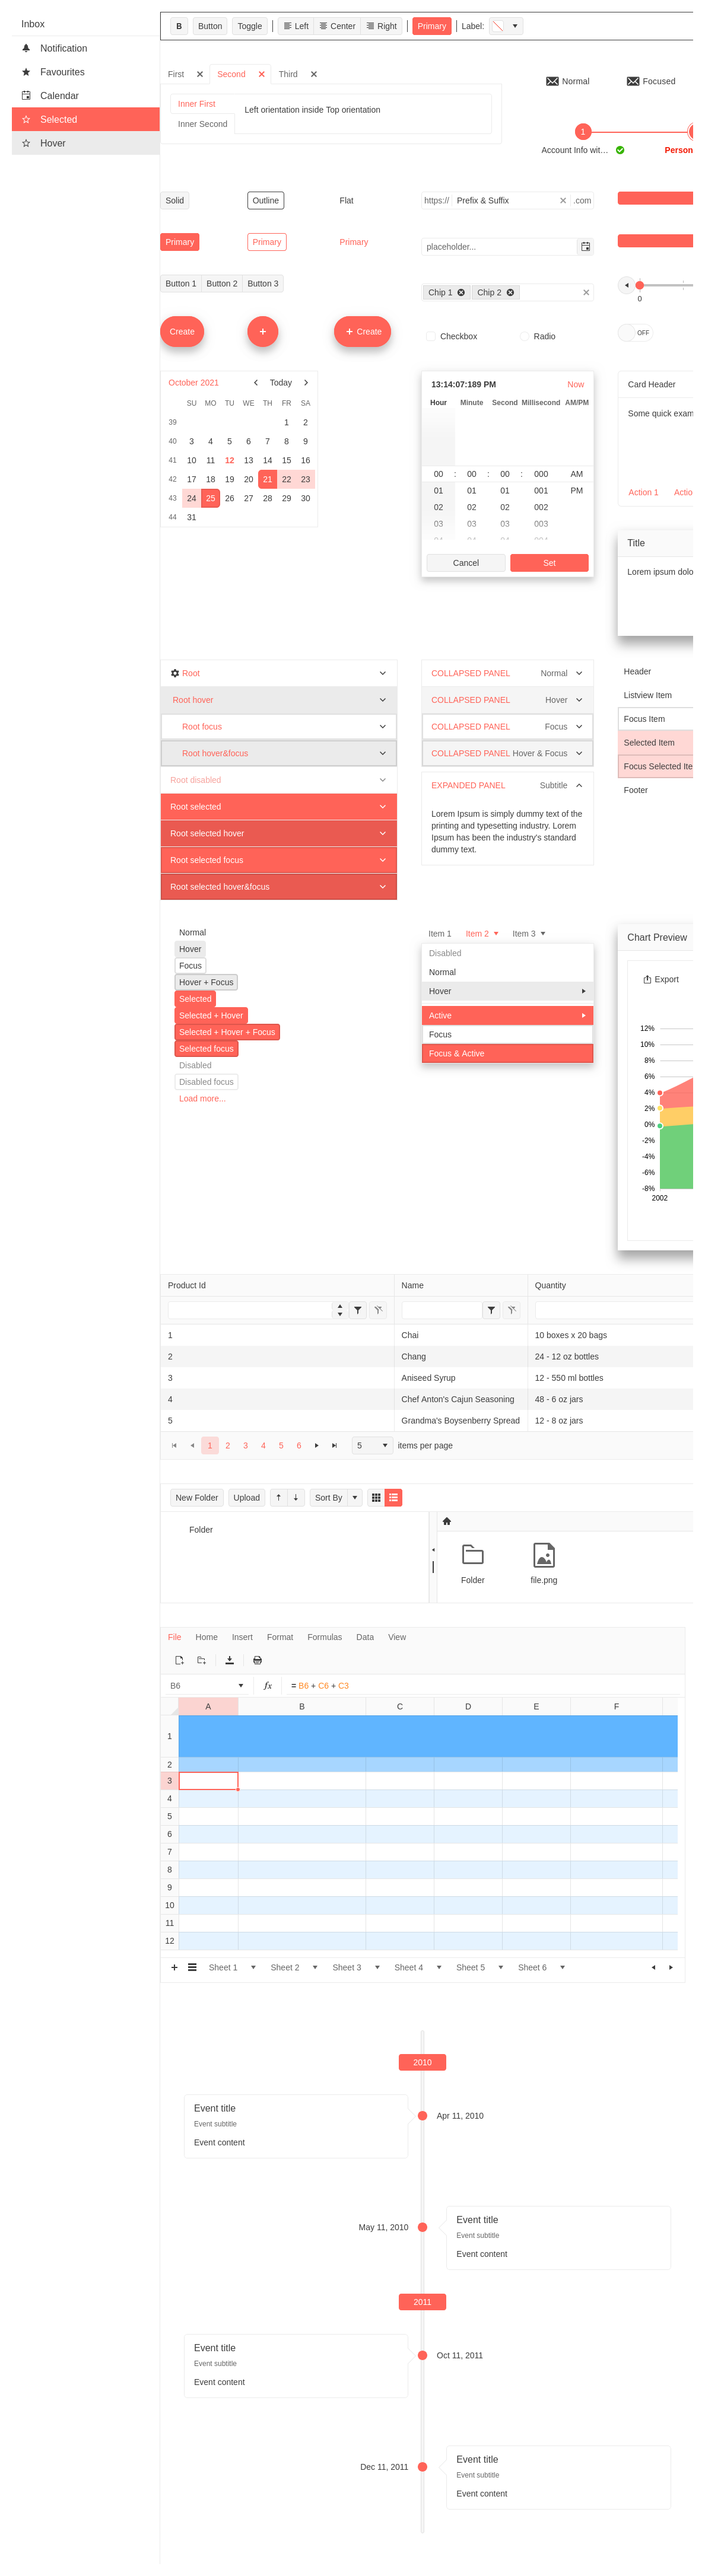 Inbox
Notification
Favourites
Calendar
Selected
Hover
B Button Toggle Left Center Right Primary Label:
First Second Third
Inner First
Inner Second
Left orientation inside Top orientation
Normal Focused
1
Account Info wit... Person
Solid Outline Flat
https:// Prefix & Suffix .com
Primary Primary Primary
placeholder...
Button 1 Button 2 Button 3
Chip 1 Chip 2
0
Create + + Create
Checkbox Radio
OFF
October 2021 Today
SU MO TU WE TH FR SA
39 1 2
40 3 4 5 6 7 8 9
41 10 11 12 13 14 15 16
42 17 18 19 20 21 22 23
43 24 25 26 27 28 29 30
44 31
13:14:07:189 PM Now
Hour Minute Second Millisecond AM/PM
00 : 00 : 00 : 000 AM
01 01 01 001 PM
02 02 02 002
03 03 03 003
Cancel Set
Card Header
Some quick exam
Action 1 Actio
Title
Lorem ipsum dolo
Root
Root hover
Root focus
Root hover&focus
Root disabled
Root selected
Root selected hover
Root selected focus
Root selected hover&focus
COLLAPSED PANEL Normal
COLLAPSED PANEL Hover
COLLAPSED PANEL Focus
COLLAPSED PANEL Hover & Focus
EXPANDED PANEL Subtitle
Lorem Ipsum is simply dummy text of the
printing and typesetting industry. Lorem
Ipsum has been the industry's standard
dummy text.
Header
Listview Item
Focus Item
Selected Item
Focus Selected Ite
Footer
Normal
Hover
Focus
Hover + Focus
Selected
Selected + Hover
Selected + Hover + Focus
Selected focus
Disabled
Disabled focus
Load more...
Item 1 Item 2 Item 3
Disabled
Normal
Hover
Active
Focus
Focus & Active
Chart Preview
Export
12%
10%
8%
6%
4%
2%
0%
-2%
-4%
-6%
-8%
2002
Product Id Name Quantity
1 Chai 10 boxes x 20 bags
2 Chang 24 - 12 oz bottles
3 Aniseed Syrup 12 - 550 ml bottles
4 Chef Anton's Cajun Seasoning 48 - 6 oz jars
5 Grandma's Boysenberry Spread 12 - 8 oz jars
1 2 3 4 5 6 5 items per page
New Folder Upload Sort By
Folder
Folder file.png
File Home Insert Format Formulas Data View
B6 fx = B6 + C6 + C3
A B C D E F
1
2
3
4
5
6
7
8
9
10
11
12
Sheet 1 Sheet 2 Sheet 3 Sheet 4 Sheet 5 Sheet 6
2010
Event title
Event subtitle
Event content
Apr 11, 2010
May 11, 2010
Event title
Event subtitle
Event content
2011
Event title
Event subtitle
Event content
Oct 11, 2011
Dec 11, 2011
Event title
Event subtitle
Event content